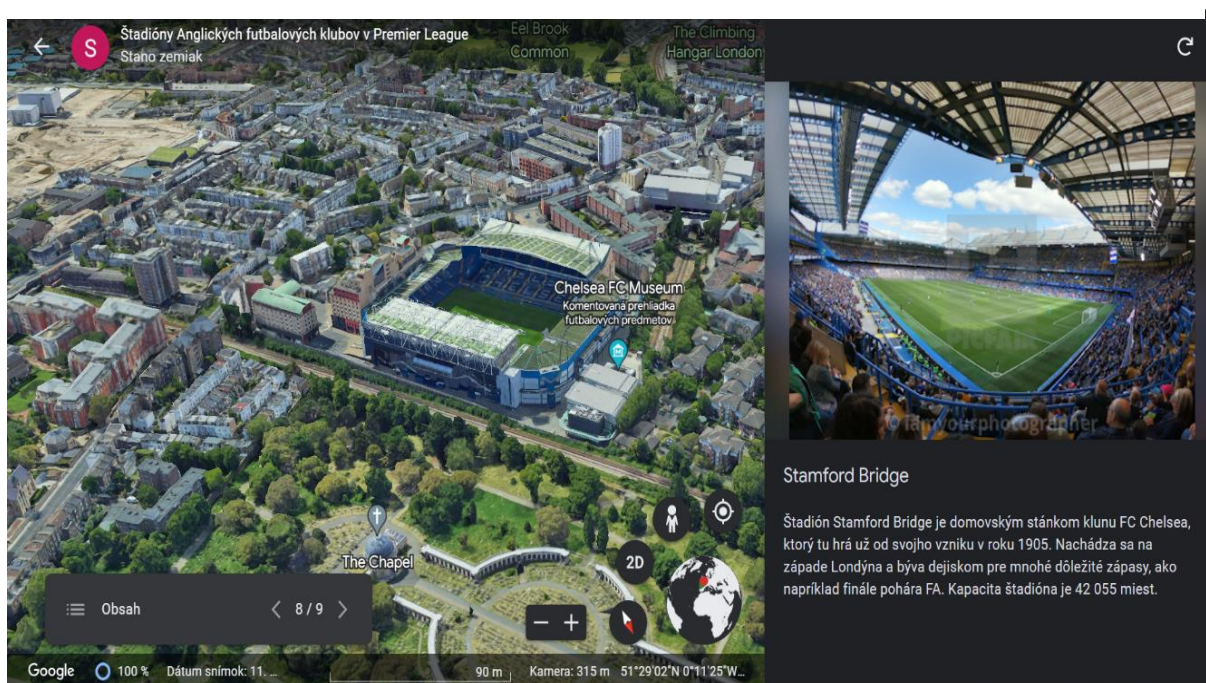 Štadióny Anglických futbalových klubov v Premier League
S
Stano zemiak
Eel Brook
Common
The Climbing
Hangar London
Chelsea FC Museum
Komentovaná prehliadka
futbalových predmetov
The Chapel
2D
Obsah
8 / 9
Google
100 %
Dátum snímok: 11. ...
90 m
Kamera: 315 m
51°29'02"N 0°11'25"W...
PICFAIR
© iamyourphotographer
Stamford Bridge
Štadión Stamford Bridge je domovským stánkom klunu FC Chelsea,
ktorý tu hrá už od svojho vzniku v roku 1905. Nachádza sa na
západe Londýna a býva dejiskom pre mnohé dôležité zápasy, ako
napríklad finále pohára FA. Kapacita štadióna je 42 055 miest.